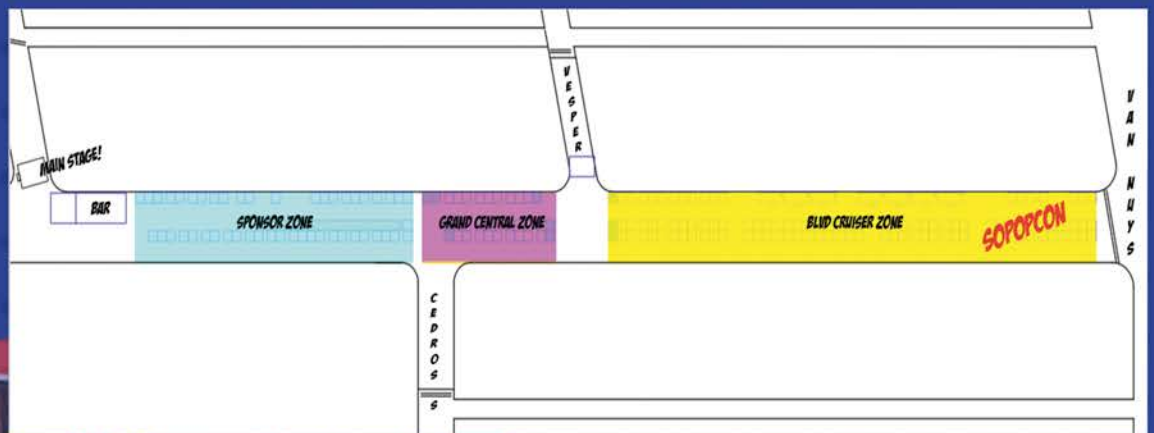 VESPER
VAN NUYS
MAIN STAGE!
BAR
SPONSOR ZONE
GRAND CENTRAL ZONE
BLVD CRUISER ZONE
SOPOPCON
CEDROS
S